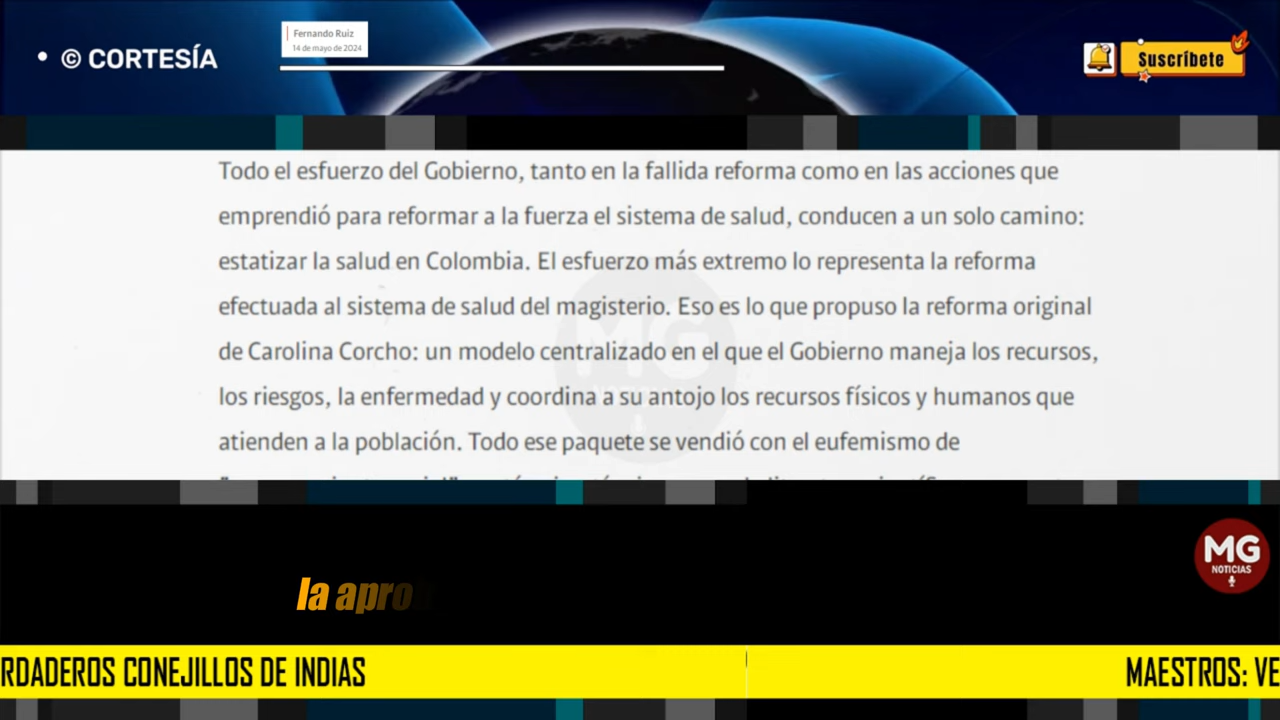 • © CORTESÍA
Fernando Ruiz
14 de mayo de 2024
Suscríbete
Todo el esfuerzo del Gobierno, tanto en la fallida reforma como en las acciones que
emprendió para reformar a la fuerza el sistema de salud, conducen a un solo camino:
estatizar la salud en Colombia. El esfuerzo más extremo lo representa la reforma
efectuada al sistema de salud del magisterio. Eso es lo que propuso la reforma original
de Carolina Corcho: un modelo centralizado en el que el Gobierno maneja los recursos,
los riesgos, la enfermedad y coordina a su antojo los recursos físicos y humanos que
atienden a la población. Todo ese paquete se vendió con el eufemismo de
MG
NOTICIAS
la apro
RDADEROS CONEJILLOS DE INDIAS
MAESTROS: VE